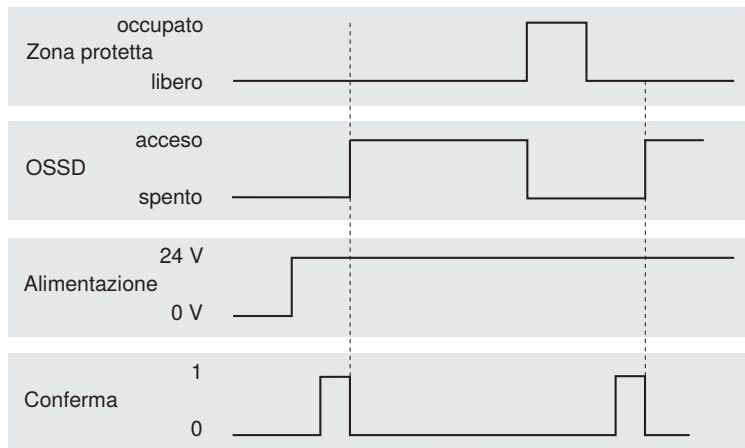 occupato
Zona protetta
libero
acceso
OSSD
spento
24 V
Alimentazione
0 V
1
Conferma
0